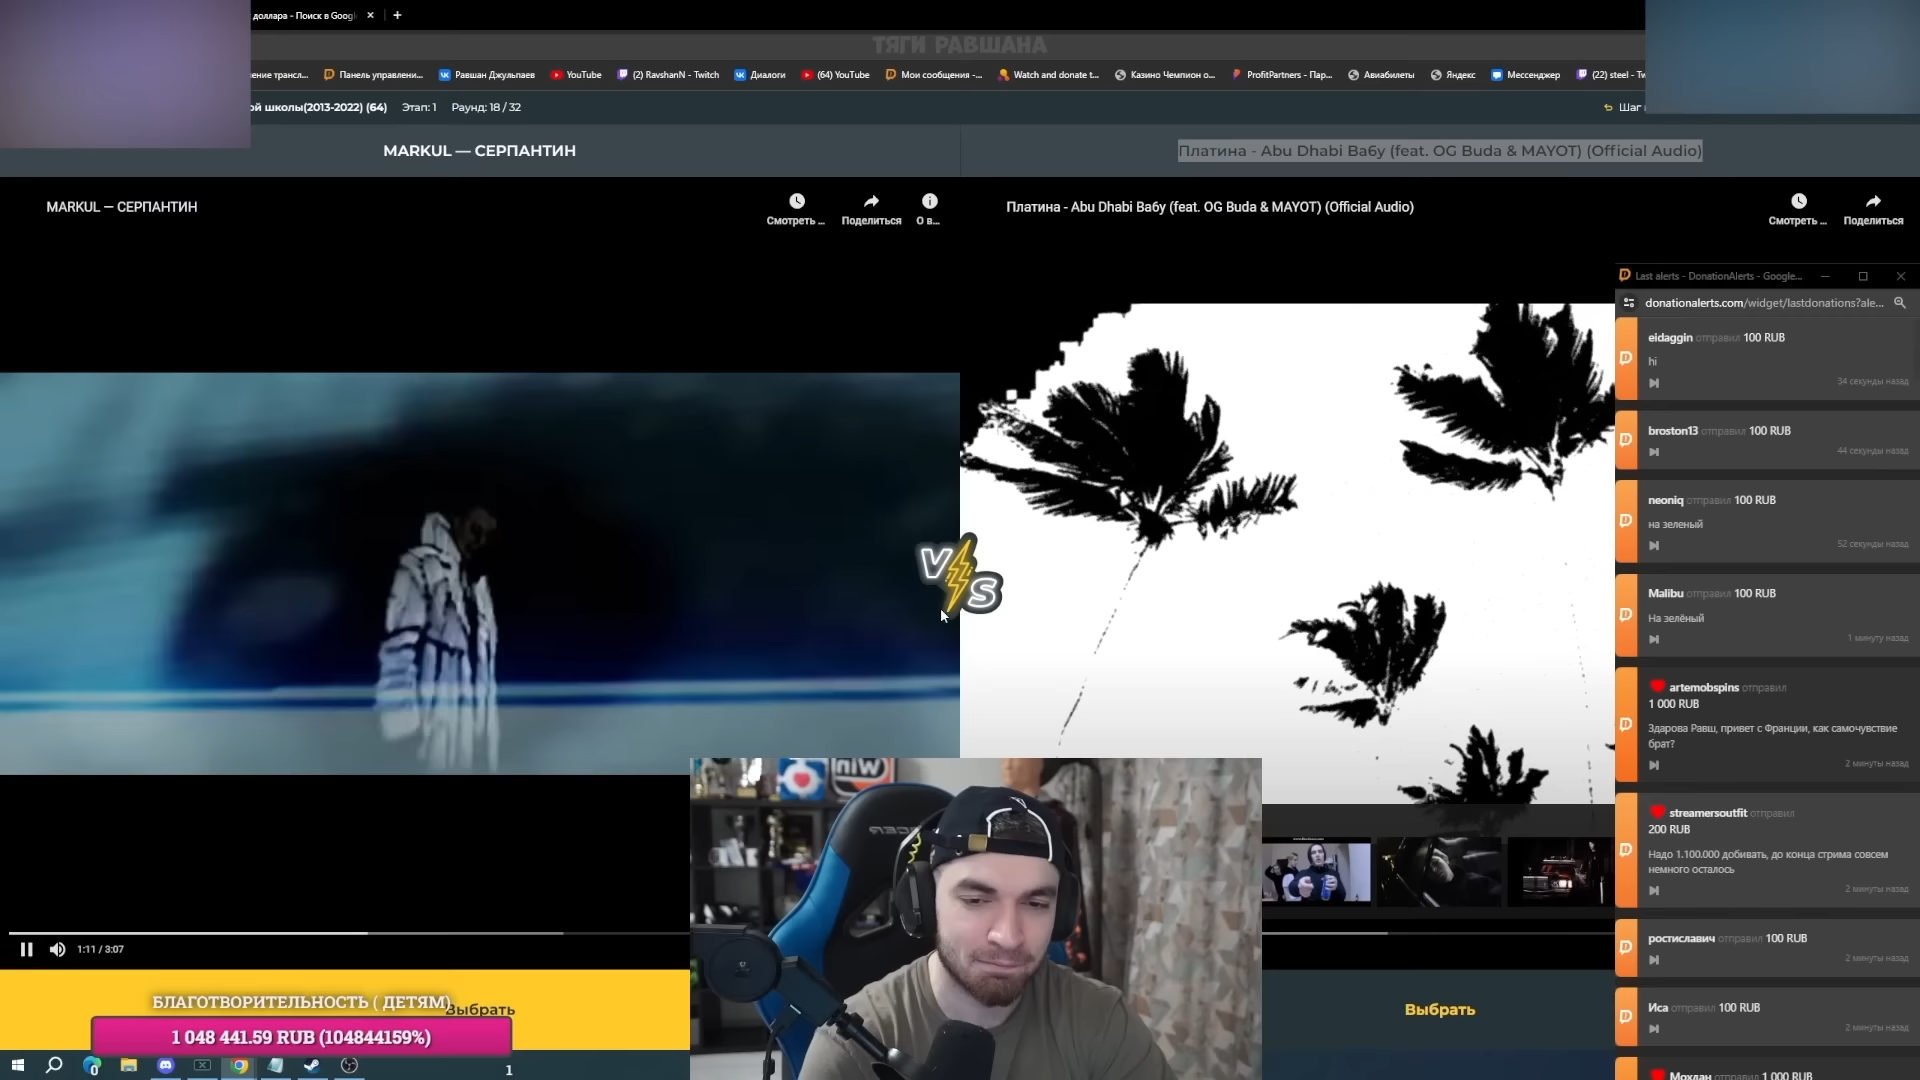 доллара - Поиск в Googl
ТЯГИ РАВШАНА
ение трансл...
Панель управлени...
Равшан Джульпаев
YouTube
(2) RavshanN - Twitch
Диалоги
(64) YouTube
Мои сообщения -...
Watch and donate t...
Казино Чемпион о...
ProfitPartners - Пар...
Авиабилеты
Яндекс
Мессенджер
(22) steel - Tw
ой школы(2013-2022) (64)
Этап: 1
Раунд: 18 / 32
Шаг
MARKUL — СЕРПАНТИН
Платина - Abu Dhabi Ba6y (feat. OG Buda & MAYOT) (Official Audio)
MARKUL — СЕРПАНТИН
Смотреть ...
Поделиться
О в...
Платина - Abu Dhabi Ba6y (feat. OG Buda & MAYOT) (Official Audio)
Смотреть ...
Поделиться
Last alerts - DonationAlerts - Google...
donationalerts.com/widget/lastdonations?ale...
eidaggin отправил 100 RUB
hi
34 секунды назад
broston13 отправил 100 RUB
44 секунды назад
neoniq отправил 100 RUB
на зеленый
52 секунды назад
Malibu отправил 100 RUB
На зелёный
1 минуту назад
artemobspins отправил
1 000 RUB
Здарова Равш, привет с Франции, как самочувствие
брат?
2 минуты назад
streamersoutfit отправил
200 RUB
Надо 1.100.000 добивать, до конца стрима совсем
немного осталось
2 минуты назад
ростиславич отправил 100 RUB
2 минуты назад
Иса отправил 100 RUB
2 минуты назад
Мохдан отправил 1 000 RUB
VS
1:11 / 3:07
БЛАГОТВОРИТЕЛЬНОСТЬ ( ДЕТЯМ)
Выбрать
1 048 441.59 RUB (104844159%)
Выбрать
1